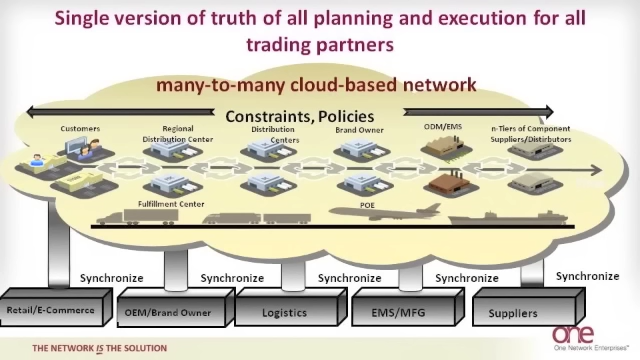 Single version of truth of all planning and execution for all
trading partners
many-to-many cloud-based network
Constraints, Policies
Customers
Regional
Distribution Center
Distribution
Centers
Brand Owner
ODM/EMS
n-Tiers of Component
Suppliers/Distributors
Fulfillment Center
POE
Synchronize
Synchronize
Synchronize
Synchronize
Synchronize
Retail/E-Commerce
OEM/Brand Owner
Logistics
EMS/MFG
Suppliers
THE NETWORK IS THE SOLUTION
one
One Network Enterprises